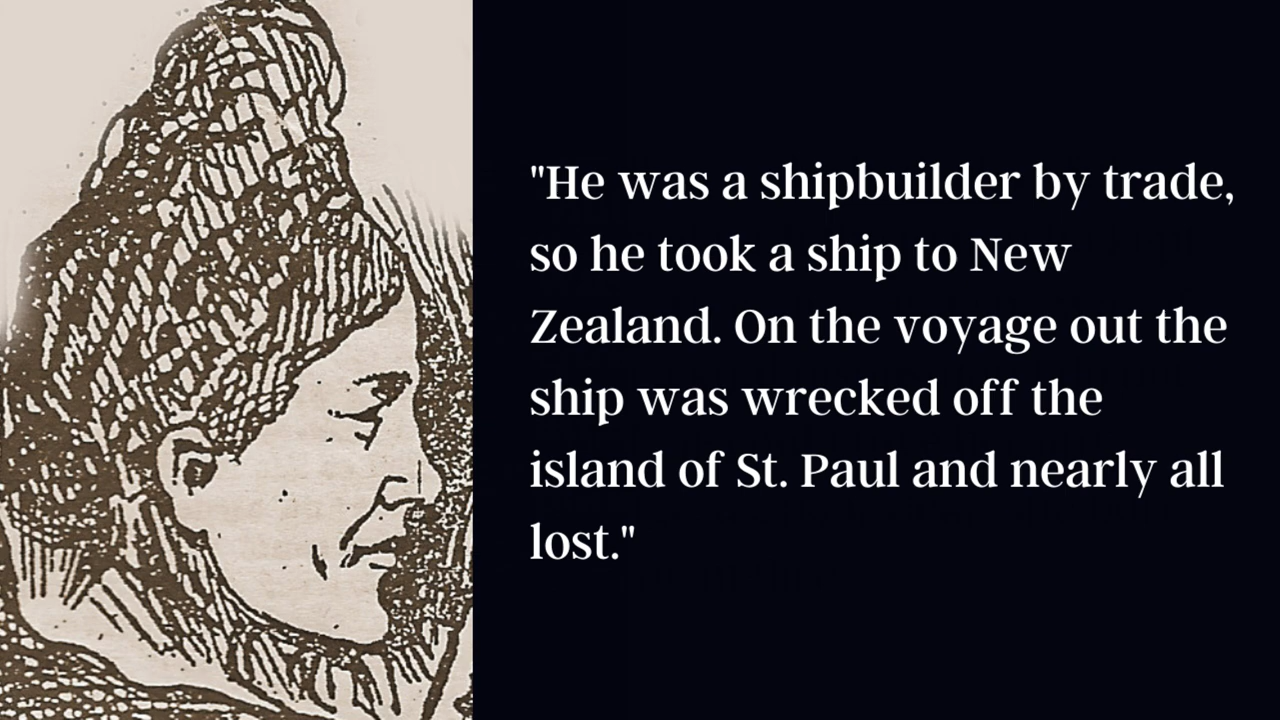 "He was a shipbuilder by trade,
so he took a ship to New
Zealand. On the voyage out the
ship was wrecked off the
island of St. Paul and nearly all
lost."